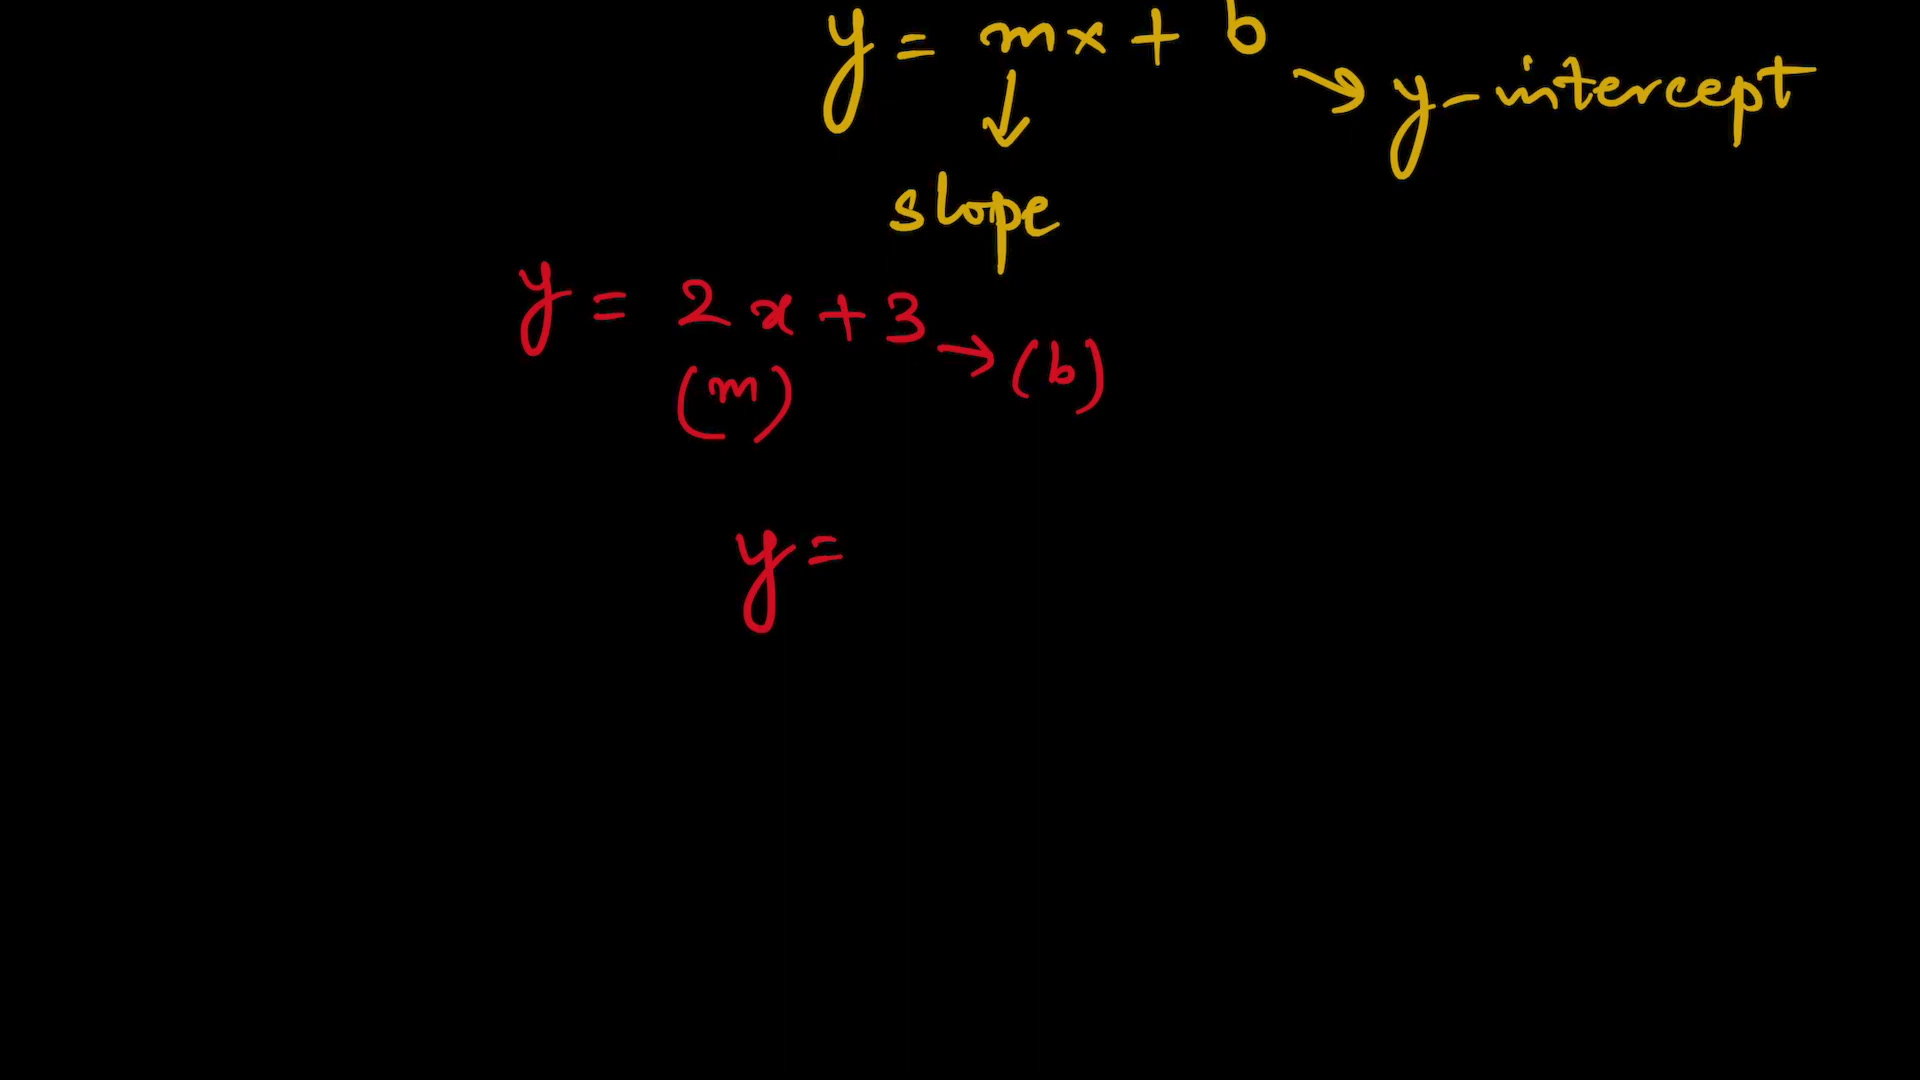 y = mx + b
→ y-intercept
↓
slope
y = 2x + 3 → (b)
(m)
y =